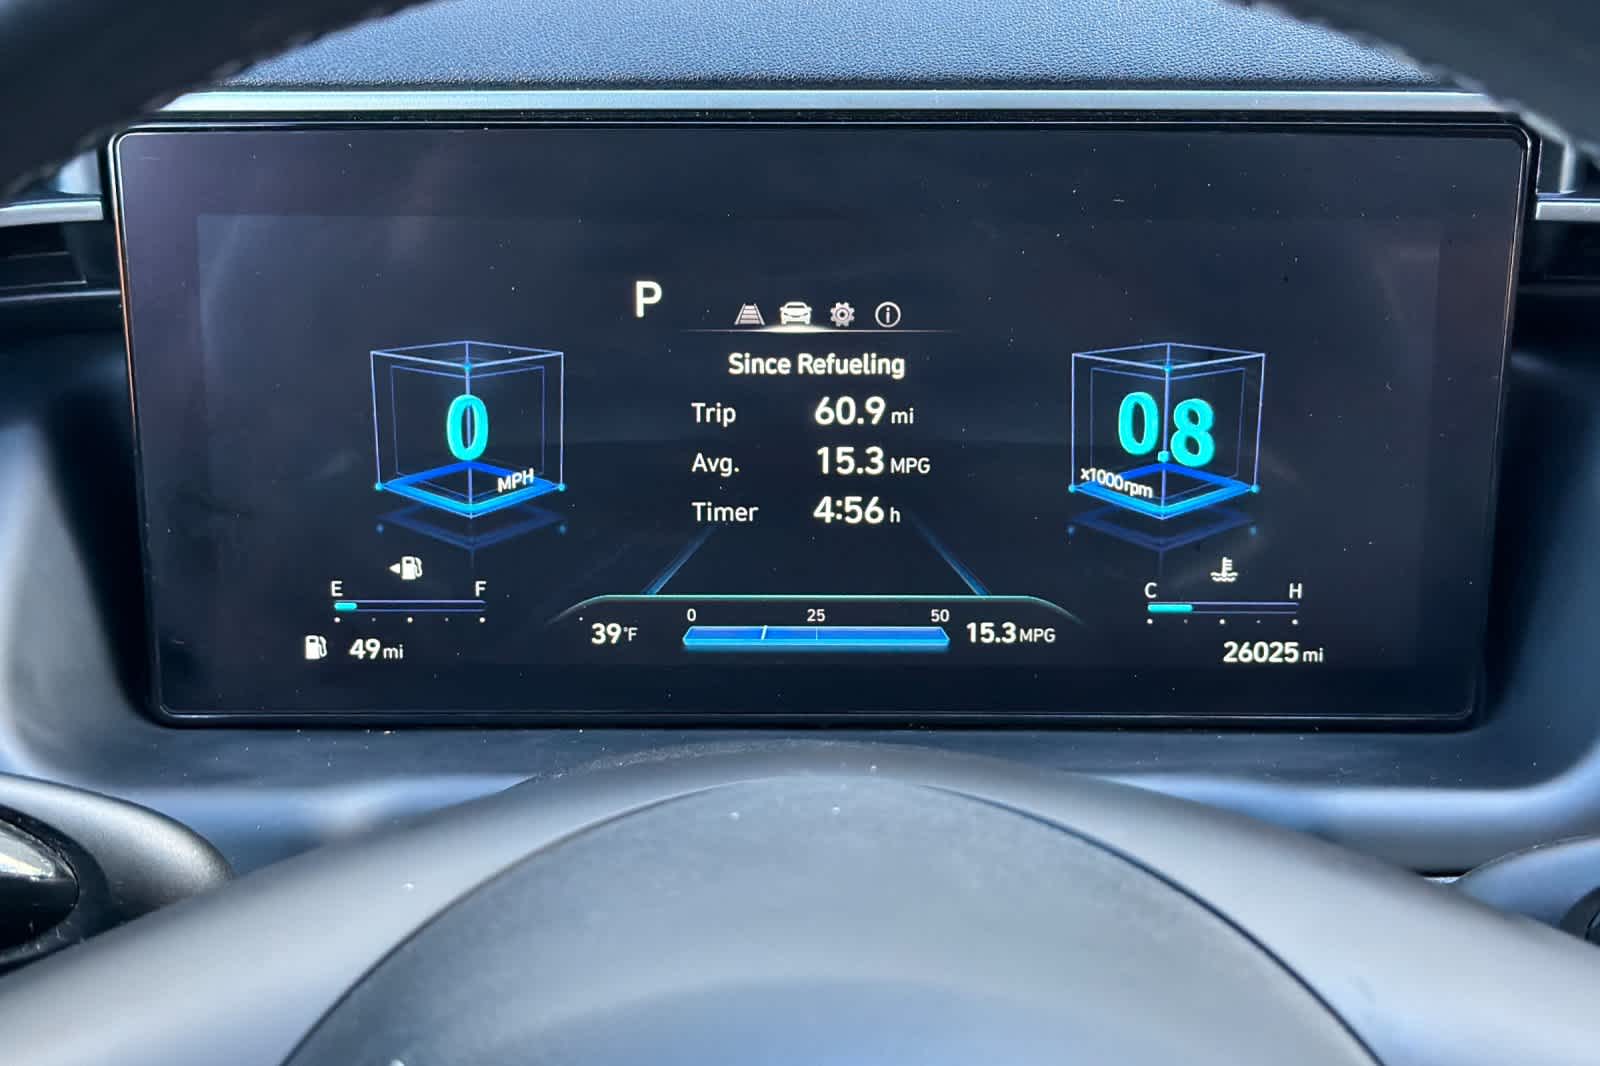 P
Since Refueling
Trip 60.9 mi
Avg. 15.3 MPG
Timer 4:56 h
0
MPH
0.8
x1000rpm
E F
49 mi
39°F
0 25 50
15.3 MPG
C H
26025 mi